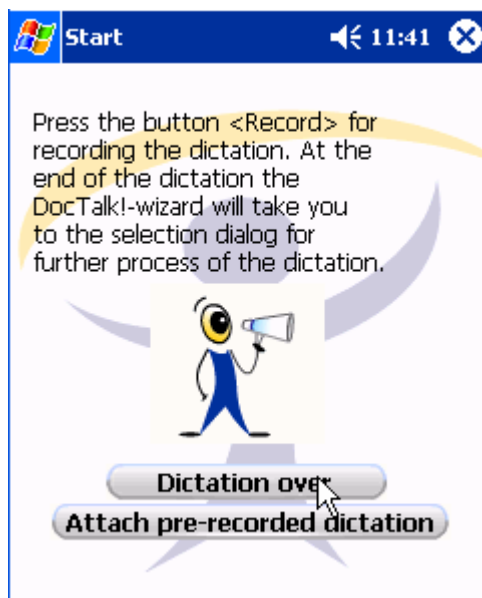 Start 11:41
Press the button <Record> for
recording the dictation. At the
end of the dictation the
DocTalk!-wizard will take you
to the selection dialog for
further process of the dictation.
Dictation over
Attach pre-recorded dictation